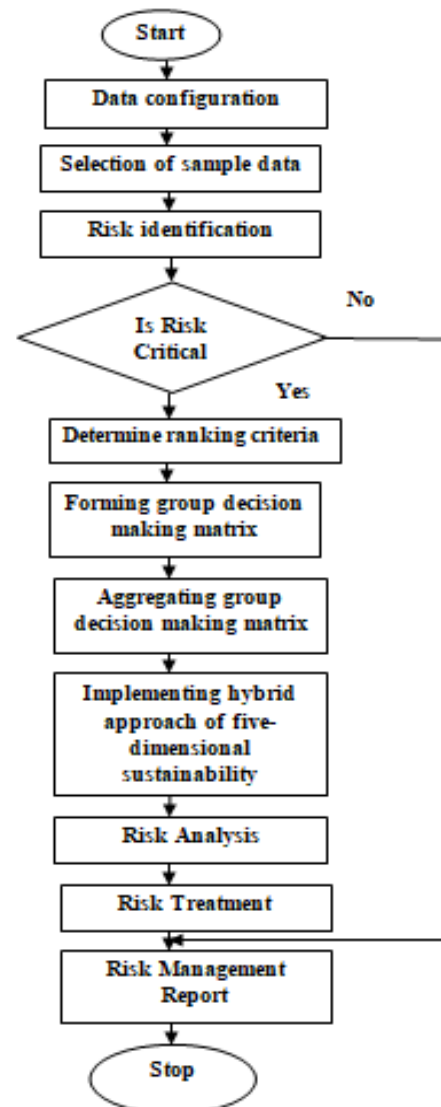 Start
Data configuration
Selection of sample data
Risk identification
No
Is Risk
Critical
Yes
Determine ranking criteria
Forming group decision
making matrix
Aggregating group
decision making matrix
Implementing hybrid
approach of five-
dimensional
sustainability
Risk Analysis
Risk Treatment
Risk Management
Report
Stop